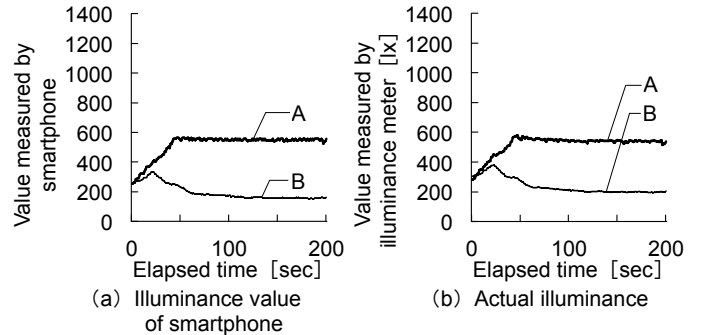 Value measured by
smartphone
1400
1200
1000
800
600
400
200
0
A
B
0
100
200
Elapsed time [sec]
(a) Illuminance value
of smartphone
Value measured by
illuminance meter [lx]
1400
1200
1000
800
600
400
200
0
A
B
0
100
200
Elapsed time [sec]
(b) Actual illuminance